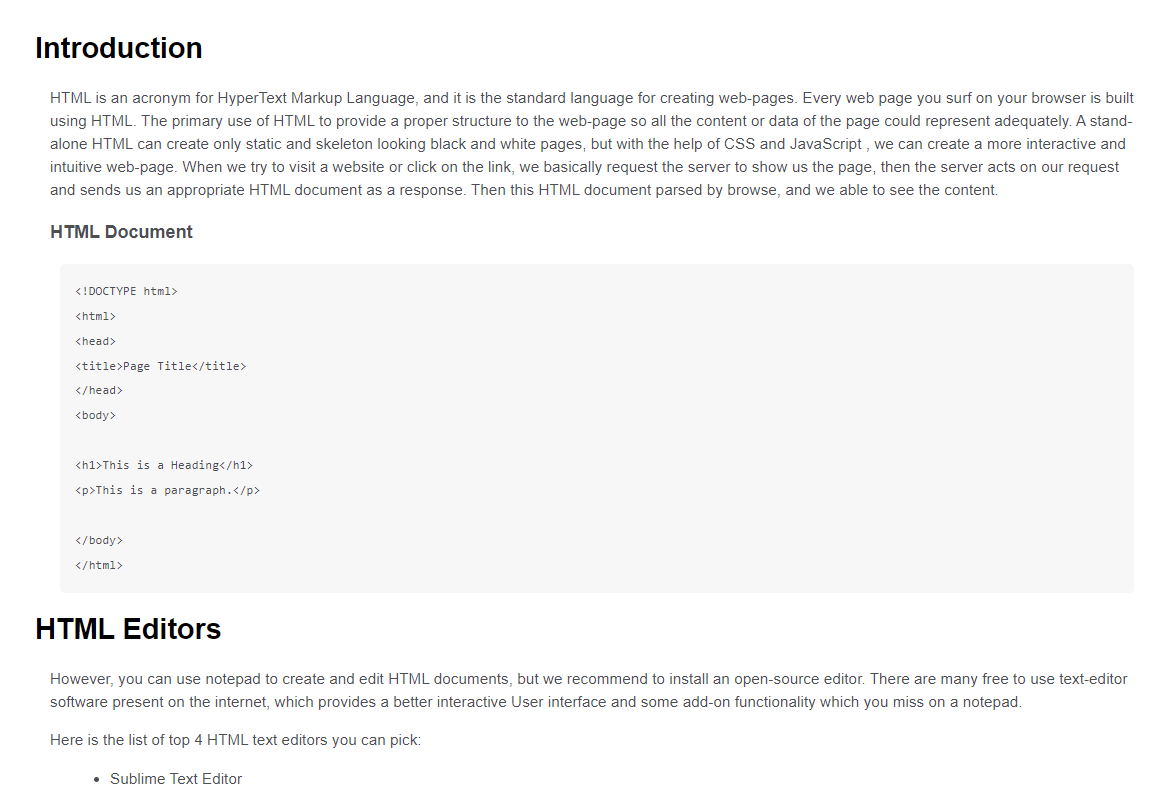 Introduction
HTML is an acronym for HyperText Markup Language, and it is the standard language for creating web-pages. Every web page you surf on your browser is built
using HTML. The primary use of HTML to provide a proper structure to the web-page so all the content or data of the page could represent adequately. A stand-
alone HTML can create only static and skeleton looking black and white pages, but with the help of CSS and JavaScript , we can create a more interactive and
intuitive web-page. When we try to visit a website or click on the link, we basically request the server to show us the page, then the server acts on our request
and sends us an appropriate HTML document as a response. Then this HTML document parsed by browse, and we able to see the content.
HTML Document
<!DOCTYPE html>
<html>
<head>
<title>Page Title</title>
</head>
<body>
<h1>This is a Heading</h1>
<p>This is a paragraph.</p>
</body>
</html>
HTML Editors
However, you can use notepad to create and edit HTML documents, but we recommend to install an open-source editor. There are many free to use text-editor
software present on the internet, which provides a better interactive User interface and some add-on functionality which you miss on a notepad.
Here is the list of top 4 HTML text editors you can pick:
• Sublime Text Editor